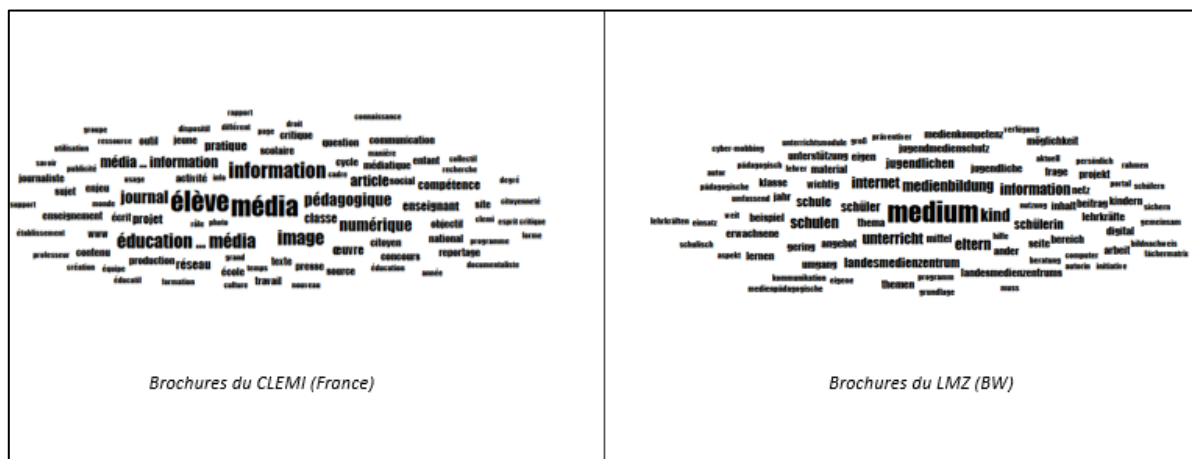 rapport
connaissance
groupe dispositif différent page droit
utilisation ressource outil jeune pratique critique question communication
savoir publicité média ... information scolaire cycle médiatique enfant collectif
journaliste usage activité info information cadre manière article social compétence recherche degré
sujet enjeu monde journal élève média pédagogique enseignant site citoyenneté
support enseignement écrit projet rôle photo classe numérique objectif clemi esprit critique
établissement www éducation ... média image œuvre citoyen national programme forme
professeur contenu production réseau grand texte presse source concours reportage
création équipe école temps éducation année documentaliste
éducatif formation culture travail nouveau
Brochures du CLEMI (France)
cyber-mobbing unterrichtsmodule groß präventiver medienkompetenz verfügung
unterstützung eigen jugendmedienschutz möglichkeit
autor pädagogisch lehrer material jugendlichen jugendliche aktuell persönlich rahmen
pädagogische klasse wichtig internet medienbildung information frage projekt portal schülern
umfassend jahr schule schüler netz nutzung inhalt beitrag kindern sichern
lehrkräften einsatz weit beispiel schulen medium kind schülerin lehrkräfte gemeinsam
erwachsene thema hilfe digital
schulisch gering angebot unterricht mittel eltern ander seite bereich arbeit bildnachweis
aspekt lernen umgang landesmedienzentrum beratung computer autorin initiative fächermatrix
kommunikation eigene programm landesmedienzentrums
medienpädagogische themen grundlage muss
Brochures du LMZ (BW)